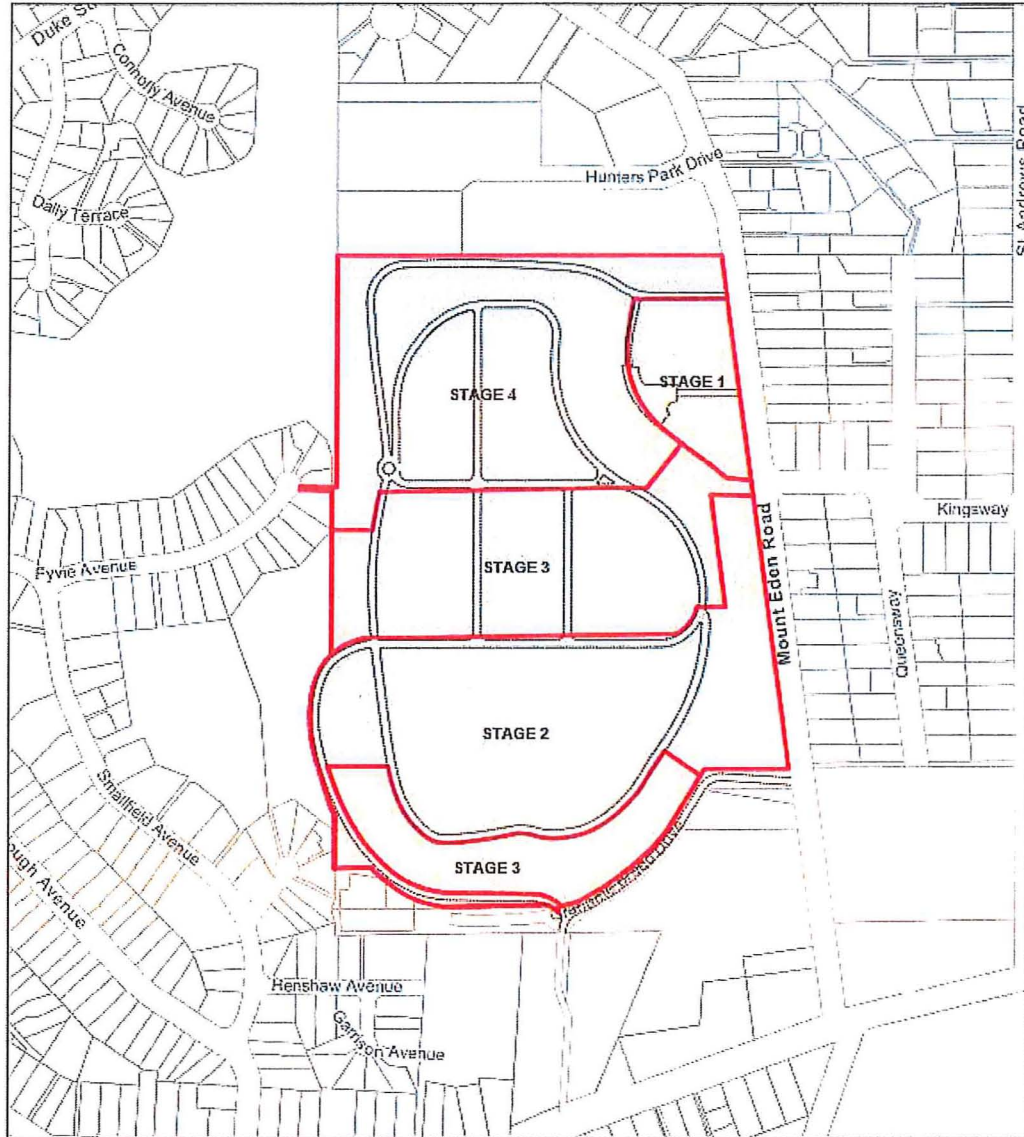 Duke St
Connolly Avenue
Dally Terrace
Hunters Park Drive
St Andrews Road
STAGE 1
STAGE 4
Kingsway
Fyvie Avenue
STAGE 3
Mount Eden Road
Queensway
STAGE 2
Smallfield Avenue
ough Avenue
STAGE 3
Drive
Henshaw Avenue
Garrison Avenue